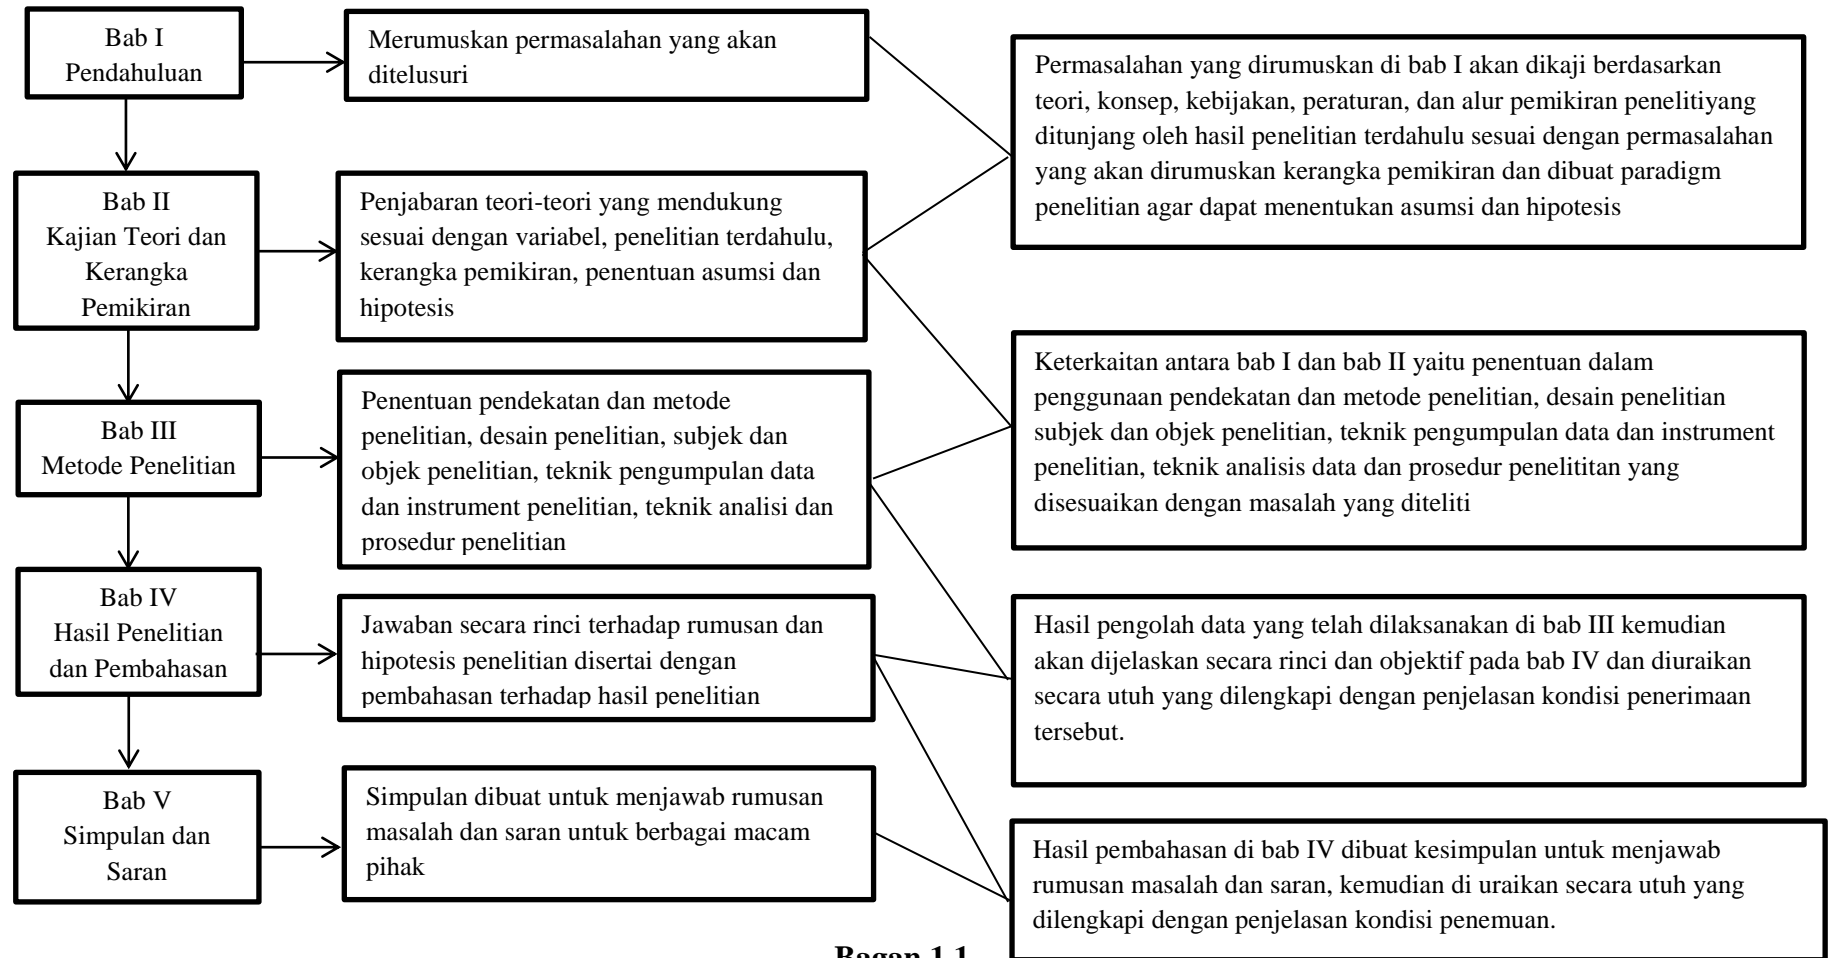 Bab I
Pendahuluan
Merumuskan permasalahan yang akan
ditelusuri
Permasalahan yang dirumuskan di bab I akan dikaji berdasarkan
teori, konsep, kebijakan, peraturan, dan alur pemikiran penelitiyang
ditunjang oleh hasil penelitian terdahulu sesuai dengan permasalahan
yang akan dirumuskan kerangka pemikiran dan dibuat paradigm
penelitian agar dapat menentukan asumsi dan hipotesis
Bab II
Kajian Teori dan
Kerangka
Pemikiran
Penjabaran teori-teori yang mendukung
sesuai dengan variabel, penelitian terdahulu,
kerangka pemikiran, penentuan asumsi dan
hipotesis
Keterkaitan antara bab I dan bab II yaitu penentuan dalam
penggunaan pendekatan dan metode penelitian, desain penelitian
subjek dan objek penelitian, teknik pengumpulan data dan instrument
penelitian, teknik analisis data dan prosedur penelititan yang
disesuaikan dengan masalah yang diteliti
Bab III
Metode Penelitian
Penentuan pendekatan dan metode
penelitian, desain penelitian, subjek dan
objek penelitian, teknik pengumpulan data
dan instrument penelitian, teknik analisi dan
prosedur penelitian
Bab IV
Hasil Penelitian
dan Pembahasan
Jawaban secara rinci terhadap rumusan dan
hipotesis penelitian disertai dengan
pembahasan terhadap hasil penelitian
Hasil pengolah data yang telah dilaksanakan di bab III kemudian
akan dijelaskan secara rinci dan objektif pada bab IV dan diuraikan
secara utuh yang dilengkapi dengan penjelasan kondisi penerimaan
tersebut.
Bab V
Simpulan dan
Saran
Simpulan dibuat untuk menjawab rumusan
masalah dan saran untuk berbagai macam
pihak
Hasil pembahasan di bab IV dibuat kesimpulan untuk menjawab
rumusan masalah dan saran, kemudian di uraikan secara utuh yang
dilengkapi dengan penjelasan kondisi penemuan.
Bagan 1.1